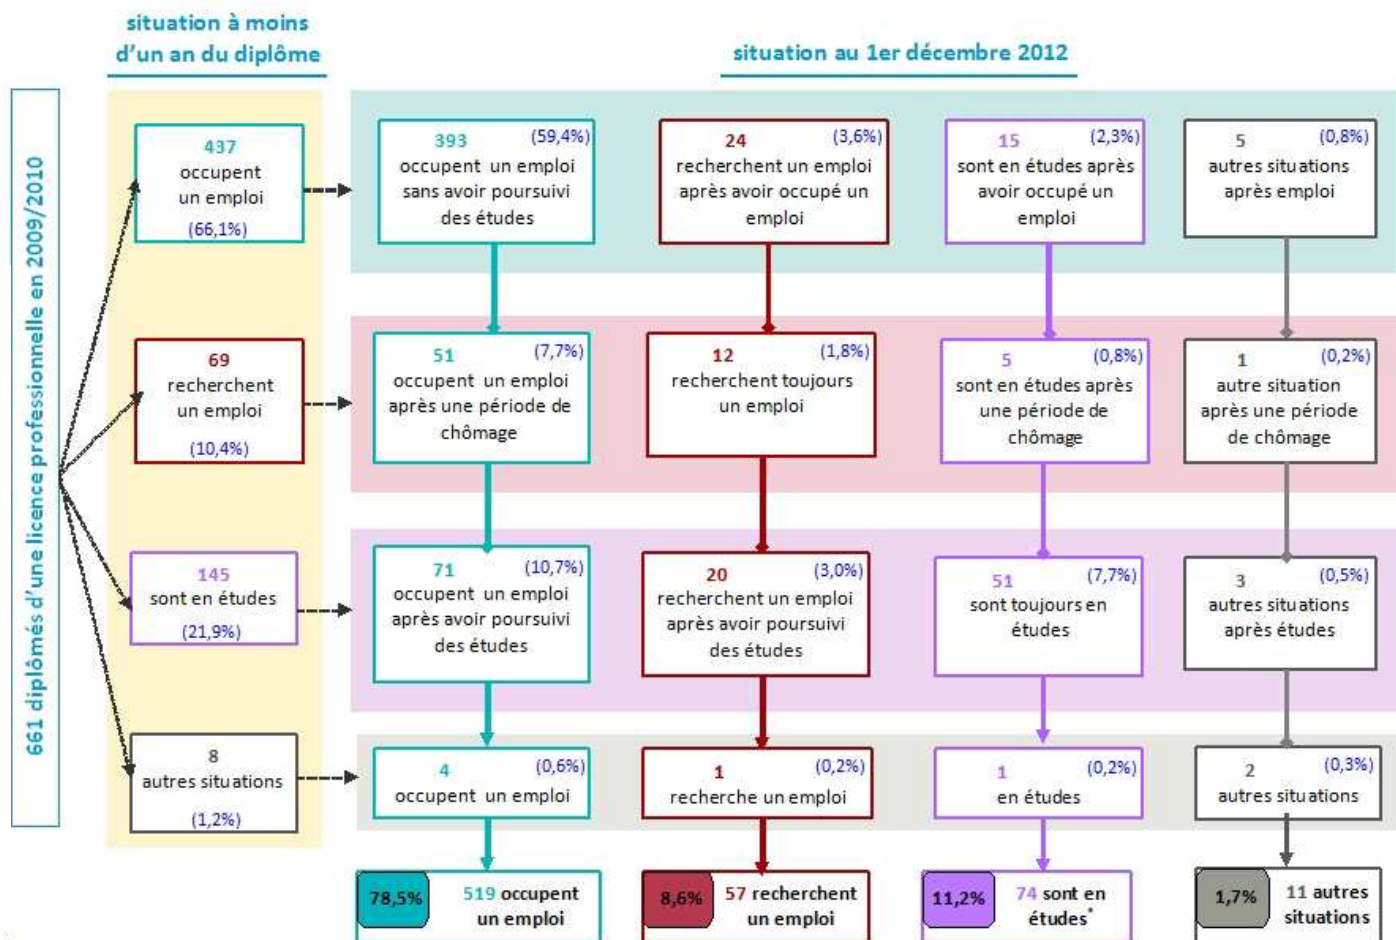 situation à moins
d'un an du diplôme
situation au 1er décembre 2012
661 diplômés d'une licence professionnelle en 2009/2010
437
occupent
un emploi
(66,1%)
393
(59,4%)
occupent un emploi
sans avoir poursuivi
des études
24
(3,6%)
recherchent un emploi
après avoir occupé un
emploi
15
(2,3%)
sont en études après
avoir occupé un
emploi
5
(0,8%)
autres situations
après emploi
69
recherchent
un emploi
(10,4%)
51
(7,7%)
occupent un emploi
après une période de
chômage
12
(1,8%)
recherchent toujours
un emploi
5
(0,8%)
sont en études après
une période de
chômage
1
(0,2%)
autre situation
après une période
de chômage
145
sont en études
(21,9%)
71
(10,7%)
occupent un emploi
après avoir poursuivi
des études
20
(3,0%)
recherchent un emploi
après avoir poursuivi
des études
51
(7,7%)
sont toujours en
études
3
(0,5%)
autres situations
après études
8
autres situations
(1,2%)
4
(0,6%)
occupent un emploi
1
(0,2%)
recherche un emploi
1
(0,2%)
en études
2
(0,3%)
autres situations
78,5%
519 occupent
un emploi
8,6%
57 recherchent
un emploi
11,2%
74 sont en
études*
1,7%
11 autres
situations